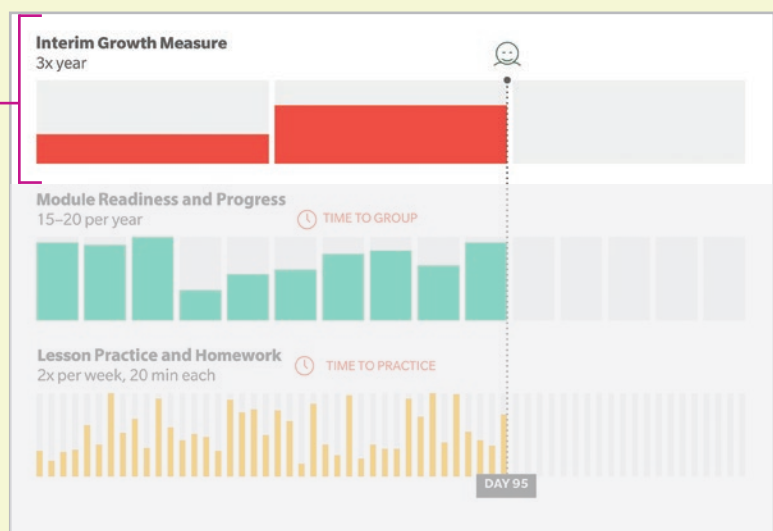 Interim Growth Measure
3x year
Module Readiness and Progress
15–20 per year
TIME TO GROUP
Lesson Practice and Homework
2x per week, 20 min each
TIME TO PRACTICE
DAY 95